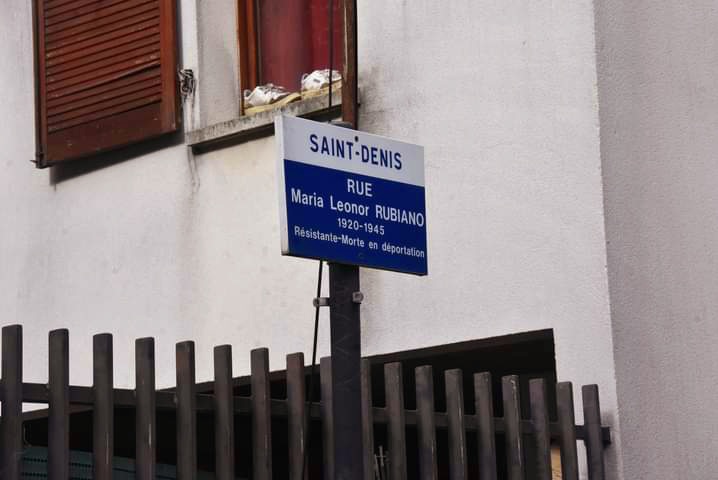 SAINT-DENIS
RUE
Maria Leonor RUBIANO
1920-1945
Résistante-Morte en déportation